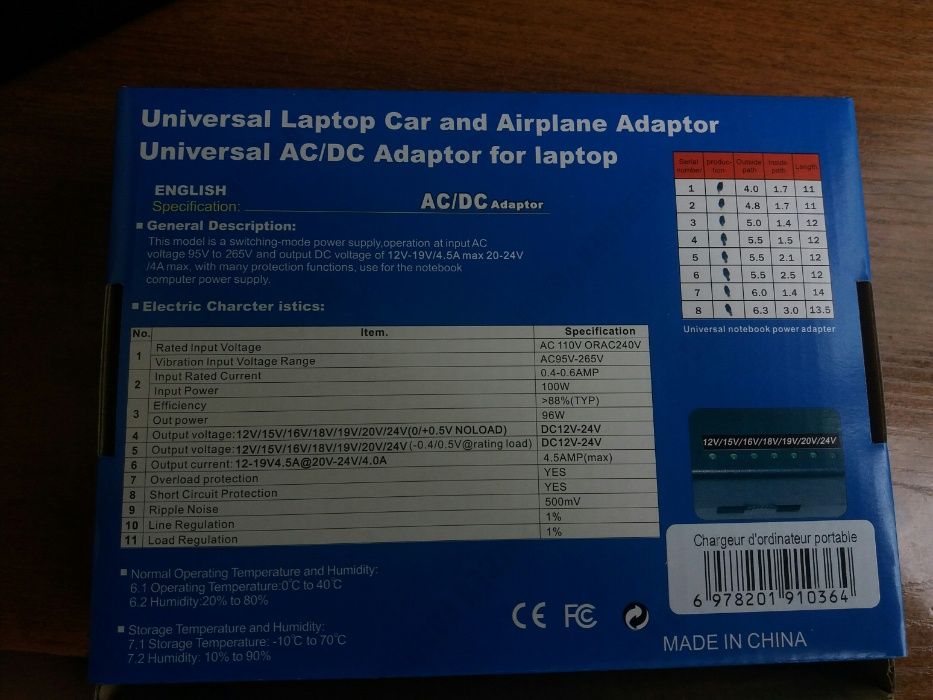 Universal Laptop Car and Airplane Adaptor
Universal AC/DC Adaptor for laptop
ENGLISH
Specification: AC/DC Adaptor
General Description:
This model is a switching-mode power supply,operation at input AC
voltage 95V to 265V and output DC voltage of 12V-19V/4.5A max 20-24V
/4A max, with many protection functions, use for the notebook
computer power supply.
Electric Charcter istics:
No. Item. Specification
1 Rated Input Voltage AC 110V ORAC240V
Vibration Input Voltage Range AC95V-265V
2 Input Rated Current 0.4-0.6AMP
Input Power 100W
3 Efficiency >88%(TYP)
Out power 96W
4 Output voltage:12V/15V/16V/18V/19V/20V/24V(0/+0.5V NOLOAD) DC12V-24V
5 Output voltage:12V/15V/16V/18V/19V/20V/24V(-0.4/0.5V@rating load) DC12V-24V
6 Output current:12-19V4.5A@20V-24V/4.0A 4.5AMP(max)
7 Overload protection YES
8 Short Circuit Protection YES
9 Ripple Noise 500mV
10 Line Regulation 1%
11 Load Regulation 1%
Normal Operating Temperature and Humidity:
6.1 Operating Temperature:0℃ to 40℃
6.2 Humidity:20% to 80%
Storage Temperature and Humidity:
7.1 Storage Temperature: -10℃ to 70℃
7.2 Humidity: 10% to 90%
Serial number produc-tion Outside path Inside path Length
1 4.0 1.7 11
2 4.8 1.7 11
3 5.0 1.4 12
4 5.5 1.5 12
5 5.5 2.1 12
6 5.5 2.5 12
7 6.0 1.4 14
8 6.3 3.0 13.5
Universal notebook power adapter
12V/15V/16V/18V/19V/20V/24V
Chargeur d'ordinateur portable
6 978201 910364
CE FC
MADE IN CHINA